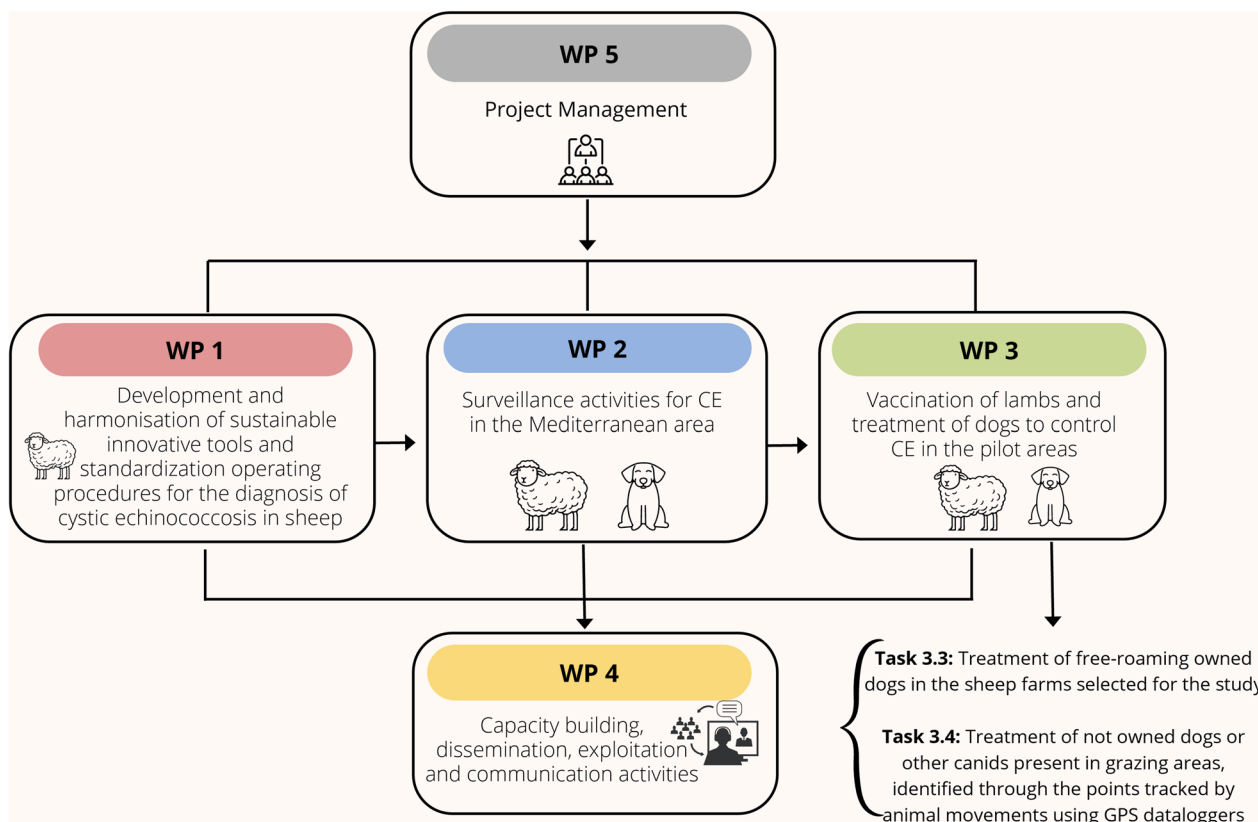 WP 5
Project Management
WP 1
Development and
harmonisation of sustainable
innovative tools and
standardization operating
procedures for the diagnosis of
cystic echinococcosis in sheep
WP 2
Surveillance activities for CE
in the Mediterranean area
WP 3
Vaccination of lambs and
treatment of dogs to control
CE in the pilot areas
WP 4
Capacity building,
dissemination, exploitation
and communication activities
Task 3.3: Treatment of free-roaming owned
dogs in the sheep farms selected for the study
Task 3.4: Treatment of not owned dogs or
other canids present in grazing areas,
identified through the points tracked by
animal movements using GPS dataloggers